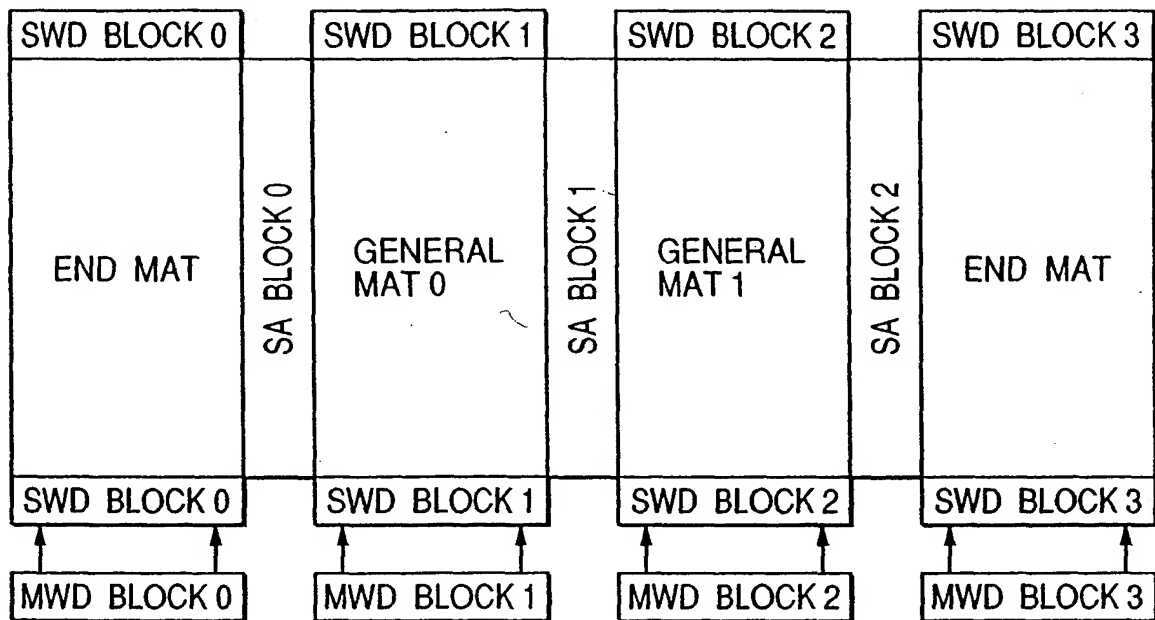 SWD BLOCK 0
SWD BLOCK 1
SWD BLOCK 2
SWD BLOCK 3
END MAT
SA BLOCK 0
GENERAL
MAT 0
SA BLOCK 1
GENERAL
MAT 1
SA BLOCK 2
END MAT
SWD BLOCK 0
SWD BLOCK 1
SWD BLOCK 2
SWD BLOCK 3
MWD BLOCK 0
MWD BLOCK 1
MWD BLOCK 2
MWD BLOCK 3